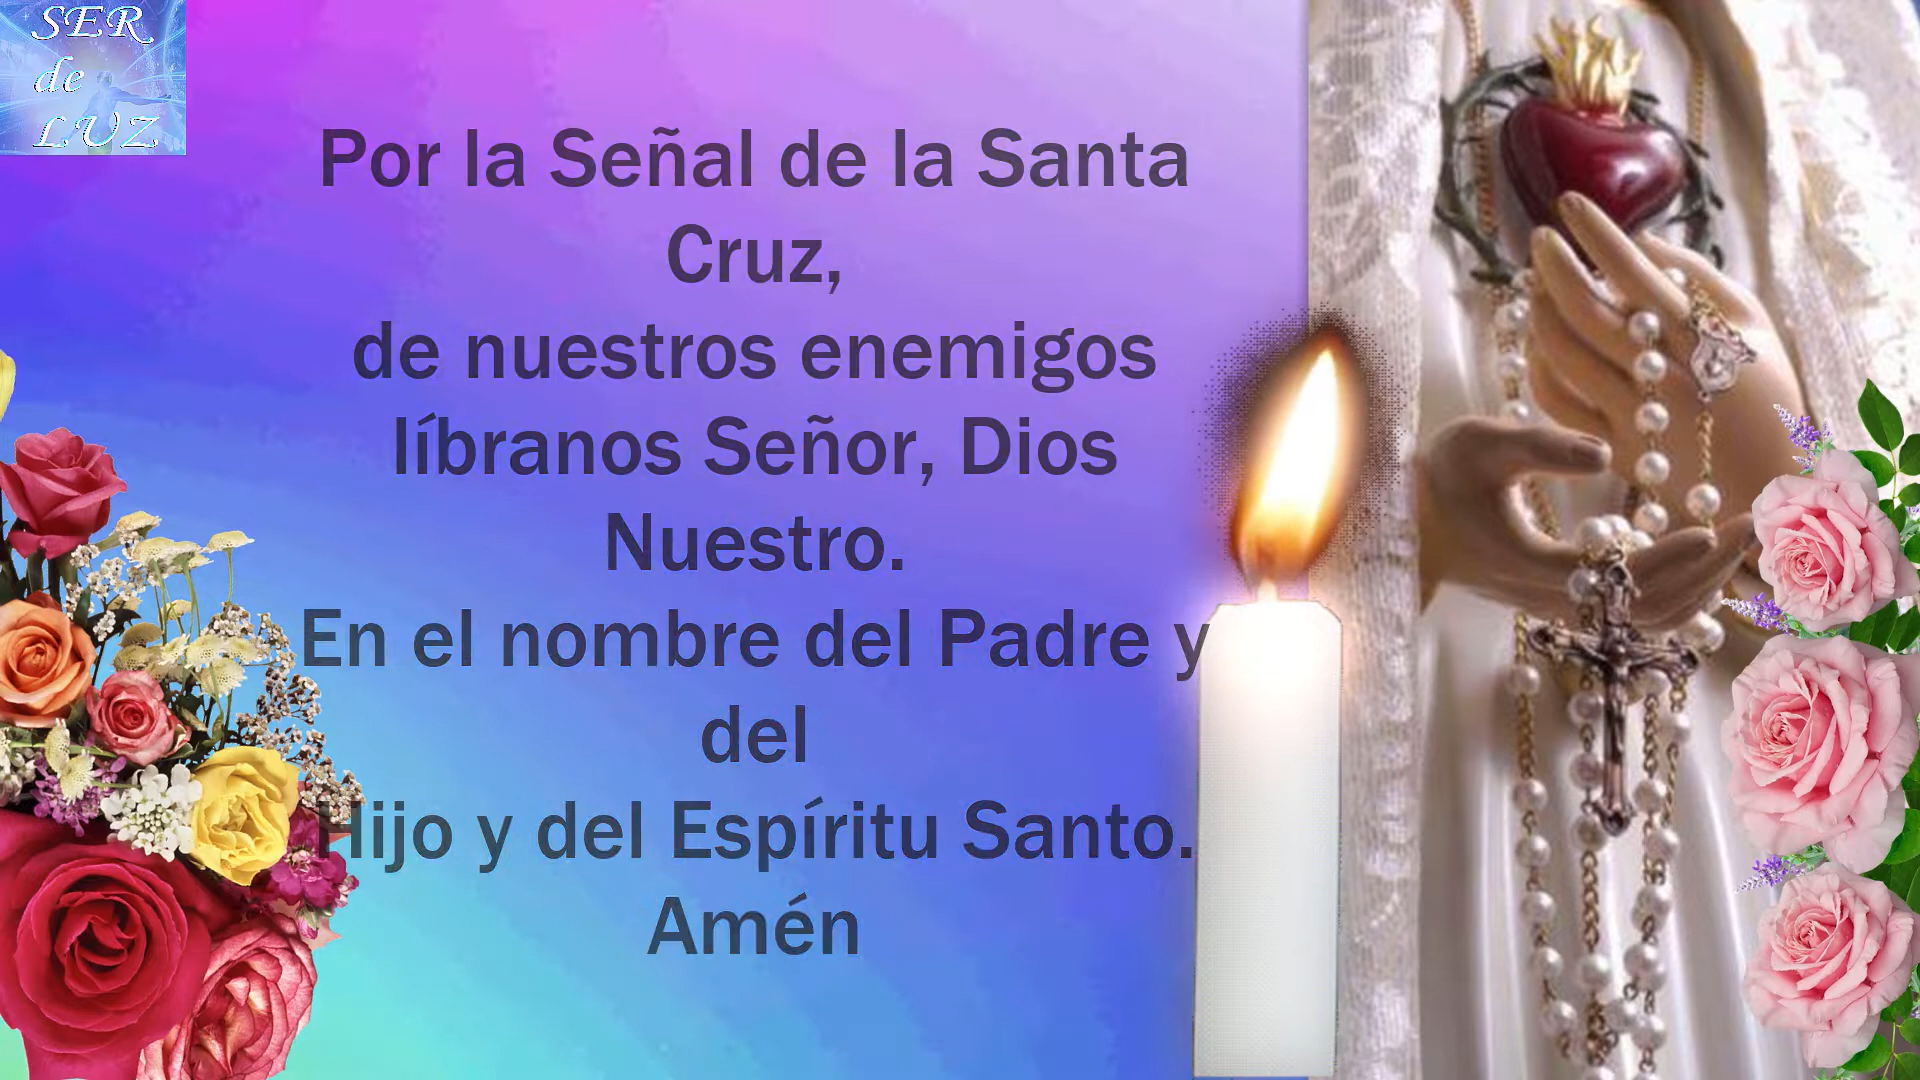 SER
de
LUZ
Por la Señal de la Santa
Cruz,
de nuestros enemigos
líbranos Señor, Dios
Nuestro.
En el nombre del Padre y
del
Hijo y del Espíritu Santo.
Amén